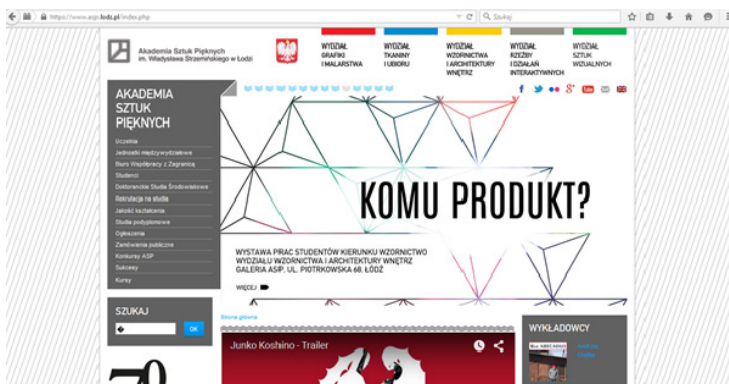 https://www.asp.lodz.pl/index.php
Szukaj
Akademia Sztuk Pięknych
im. Władysława Strzemińskiego w Łodzi
WYDZIAŁ
GRAFIKI
I MALARSTWA
WYDZIAŁ
TKANINY
I UBIORU
WYDZIAŁ
WZORNICTWA
I ARCHITEKTURY
WNĘTRZ
WYDZIAŁ
RZEŹBY
I DZIAŁAŃ
INTERAKTYWNYCH
WYDZIAŁ
SZTUK
WIZUALNYCH
AKADEMIA
SZTUK
PIĘKNYCH
Uczelnia
Jednostki międzywydziałowe
Biuro Współpracy z Zagranicą
Studenci
Doktoranckie Studia Środowiskowe
Rekrutacja na studia
Jakość kształcenia
Studia podyplomowe
Ogłoszenia
Zamówienia publiczne
Konkursy ASP
Sukcesy
Kursy
KOMU PRODUKT?
WYSTAWA PRAC STUDENTÓW KIERUNKU WZORNICTWO
WYDZIAŁU WZORNICTWA I ARCHITEKTURY WNĘTRZ
GALERIA ASP, UL. PIOTRKOWSKA 68, ŁÓDŹ
WIĘCEJ
SZUKAJ
OK
Strona główna
Junko Koshino - Trailer
WYKŁADOWCY
70